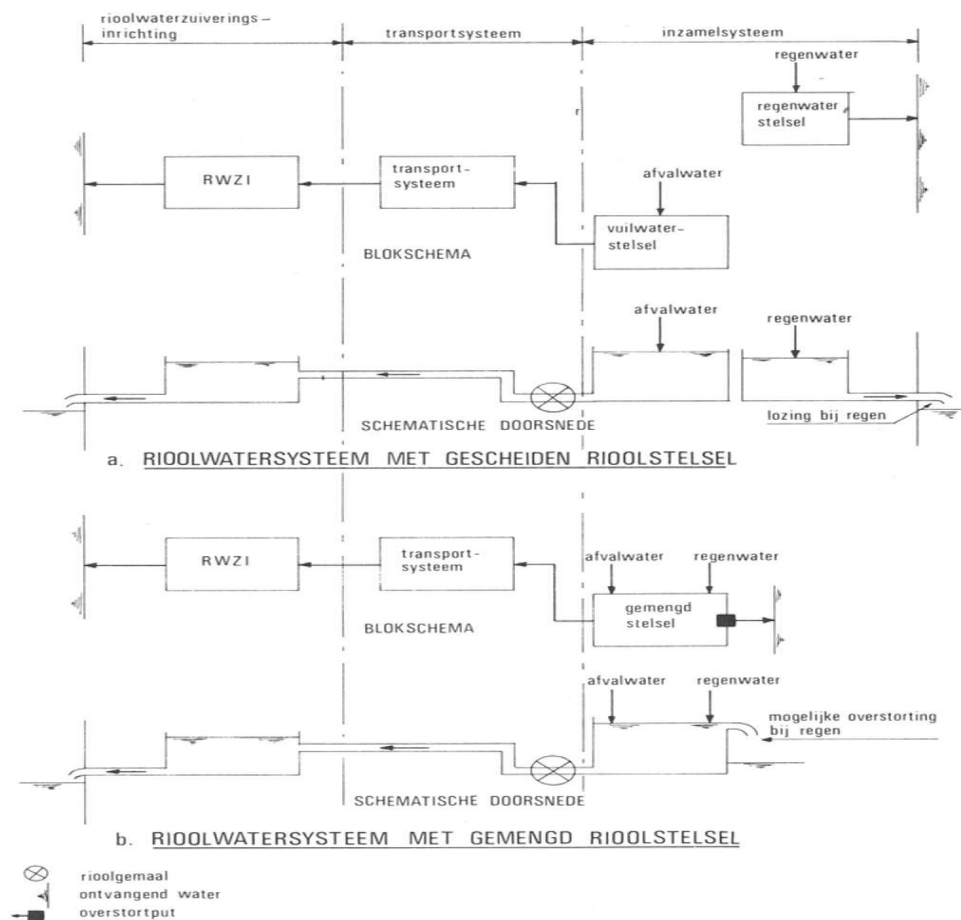 rioolwaterzuiverings-
inrichting
transportsysteem
inzamelsysteem
regenwater
regenwater
stelsel
RWZI
transport-
systeem
afvalwater
vuilwater-
stelsel
BLOKSCHEMA
afvalwater
regenwater
lozing bij regen
SCHEMATISCHE DOORSNEDE
a. RIOOLWATERSYSTEEM MET GESCHEIDEN RIOOLSTELSEL
RWZI
transport-
systeem
afvalwater
regenwater
gemengd
stelsel
BLOKSCHEMA
afvalwater
regenwater
mogelijke overstorting
bij regen
SCHEMATISCHE DOORSNEDE
b. RIOOLWATERSYSTEEM MET GEMENGD RIOOLSTELSEL
rioolgemaal
ontvangend water
overstortput